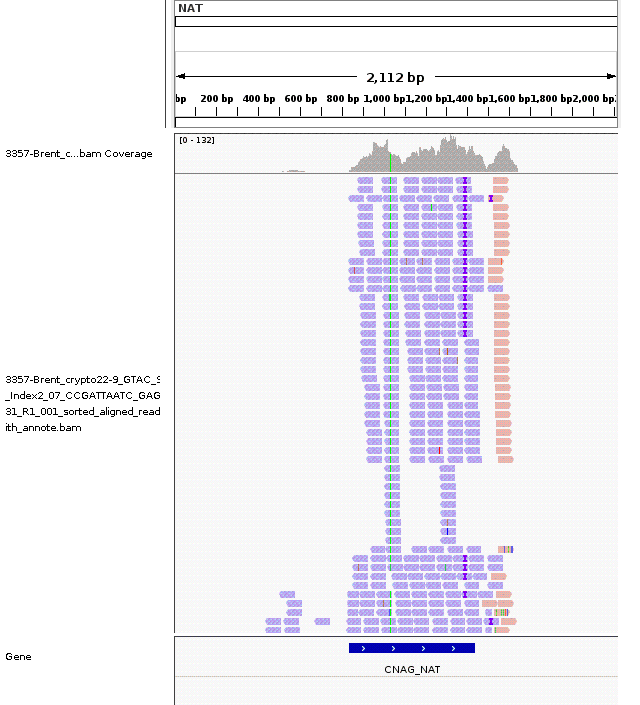 NAT
2,112 bp
bp 200 bp 400 bp 600 bp 800 bp 1,000 bp 1,200 bp 1,400 bp 1,600 bp 1,800 bp 2,000 bp
[0 - 132]
3357-Brent_c...bam Coverage
3357-Brent_crypto22-9_GTAC_S
_Index2_07_CCGATTAATC_GAG
31_R1_001_sorted_aligned_read
ith_annote.bam
Gene
CNAG_NAT